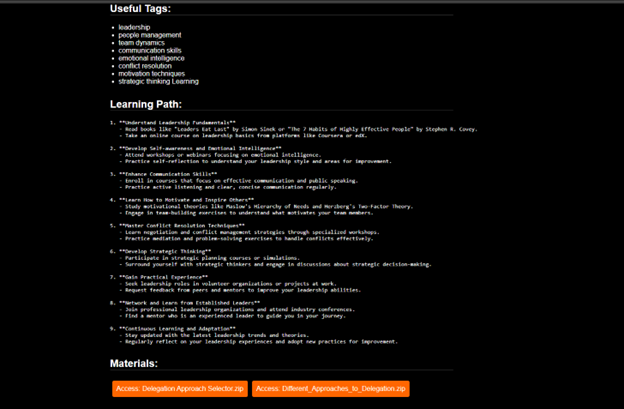 Useful Tags:
leadership
people management
team dynamics
communication skills
emotional intelligence
conflict resolution
motivation techniques
strategic thinking Learning
Learning Path:
1. **Understand Leadership Fundamentals**
- Read books like "Leaders Eat Last" by Simon Sinek or "The 7 Habits of Highly Effective People" by Stephen R. Covey.
- Take an online course on leadership basics from platforms like Coursera or edX.
2. **Develop Self-awareness and Emotional Intelligence**
- Attend workshops or webinars focusing on emotional intelligence.
- Practice self-reflection to understand your leadership style and areas for improvement.
3. **Enhance Communication Skills**
- Enroll in courses that focus on effective communication and public speaking.
- Practice active listening and clear, concise communication regularly.
4. **Learn How to Motivate and Inspire Others**
- Study motivational theories like Maslow's Hierarchy of Needs and Herzberg's Two-Factor Theory.
- Engage in team-building exercises to understand what motivates your team members.
5. **Master Conflict Resolution Techniques**
- Learn negotiation and conflict management strategies through specialized workshops.
- Practice mediation and problem-solving exercises to handle conflicts effectively.
6. **Develop Strategic Thinking**
- Participate in strategic planning courses or simulations.
- Surround yourself with strategic thinkers and engage in discussions about strategic decision-making.
7. **Gain Practical Experience**
- Seek leadership roles in volunteer organizations or projects at work.
- Request feedback from peers and mentors to improve your leadership abilities.
8. **Network and Learn from Established Leaders**
- Join professional leadership organizations and attend industry conferences.
- Find a mentor who is an experienced leader to guide you in your journey.
9. **Continuous Learning and Adaptation**
- Stay updated with the latest leadership trends and theories.
- Regularly reflect on your leadership experiences and adopt new practices for improvement.
Materials:
Access: Delegation Approach Selector.zip
Access: Different_Approaches_to_Delegation.zip